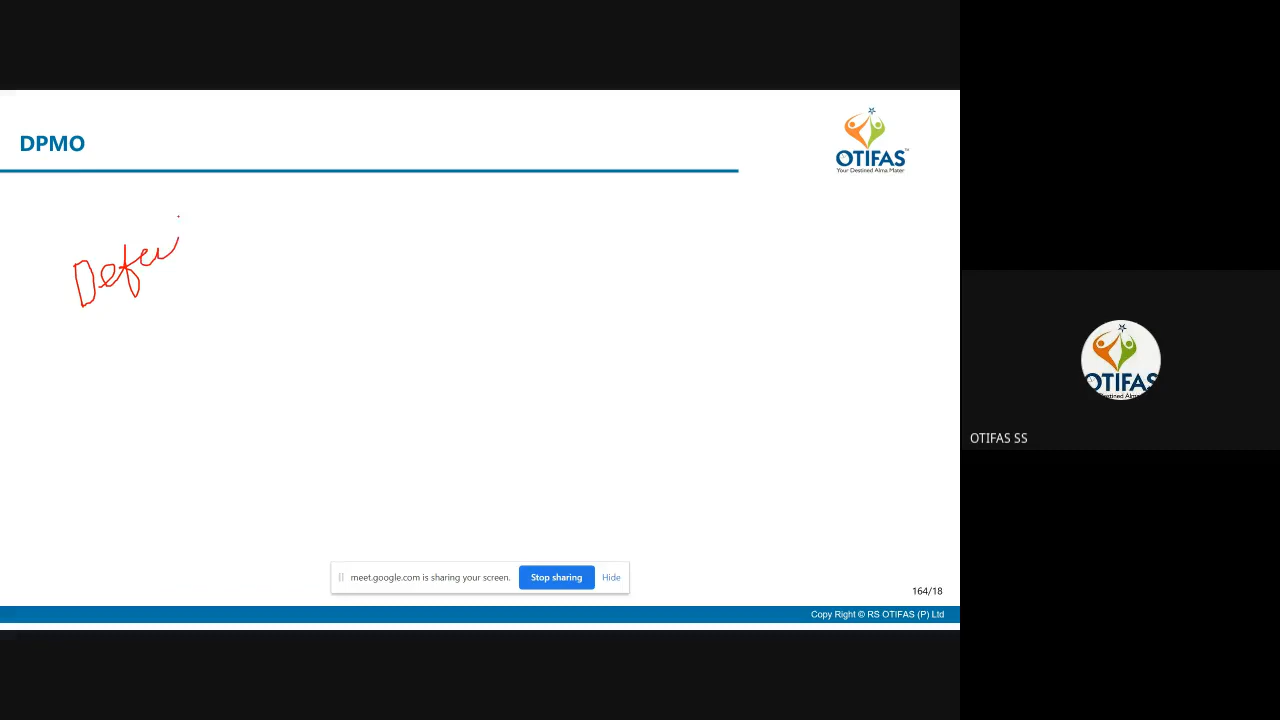 DPMO
OTIFAS
Your Destined Alma Mater
OTIFAS
OTIFAS SS
meet.google.com is sharing your screen.
Stop sharing
Hide
164/18
Copy Right © RS OTIFAS (P) Ltd